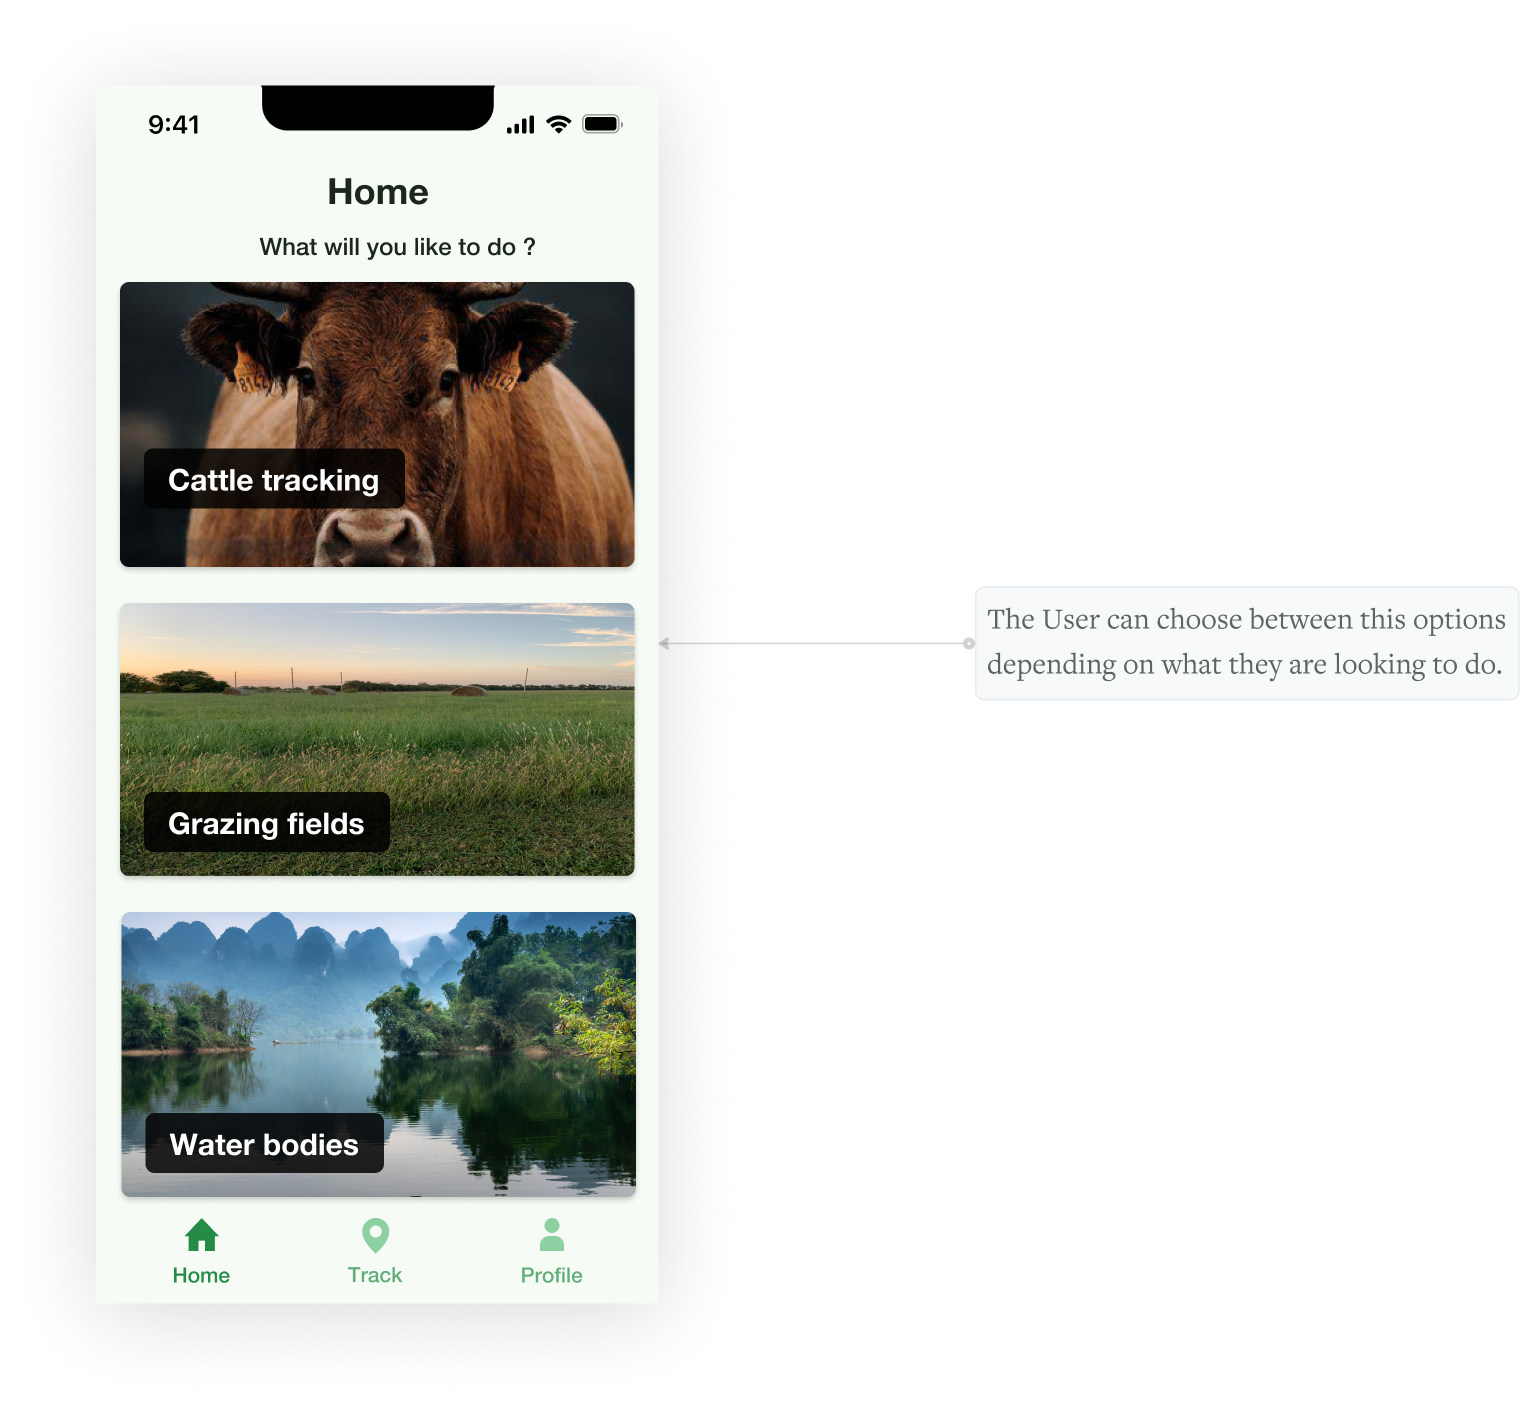 9:41
Home
What will you like to do ?
8142
Cattle tracking
The User can choose between this options
depending on what they are looking to do.
Grazing fields
Water bodies
Home
Track
Profile